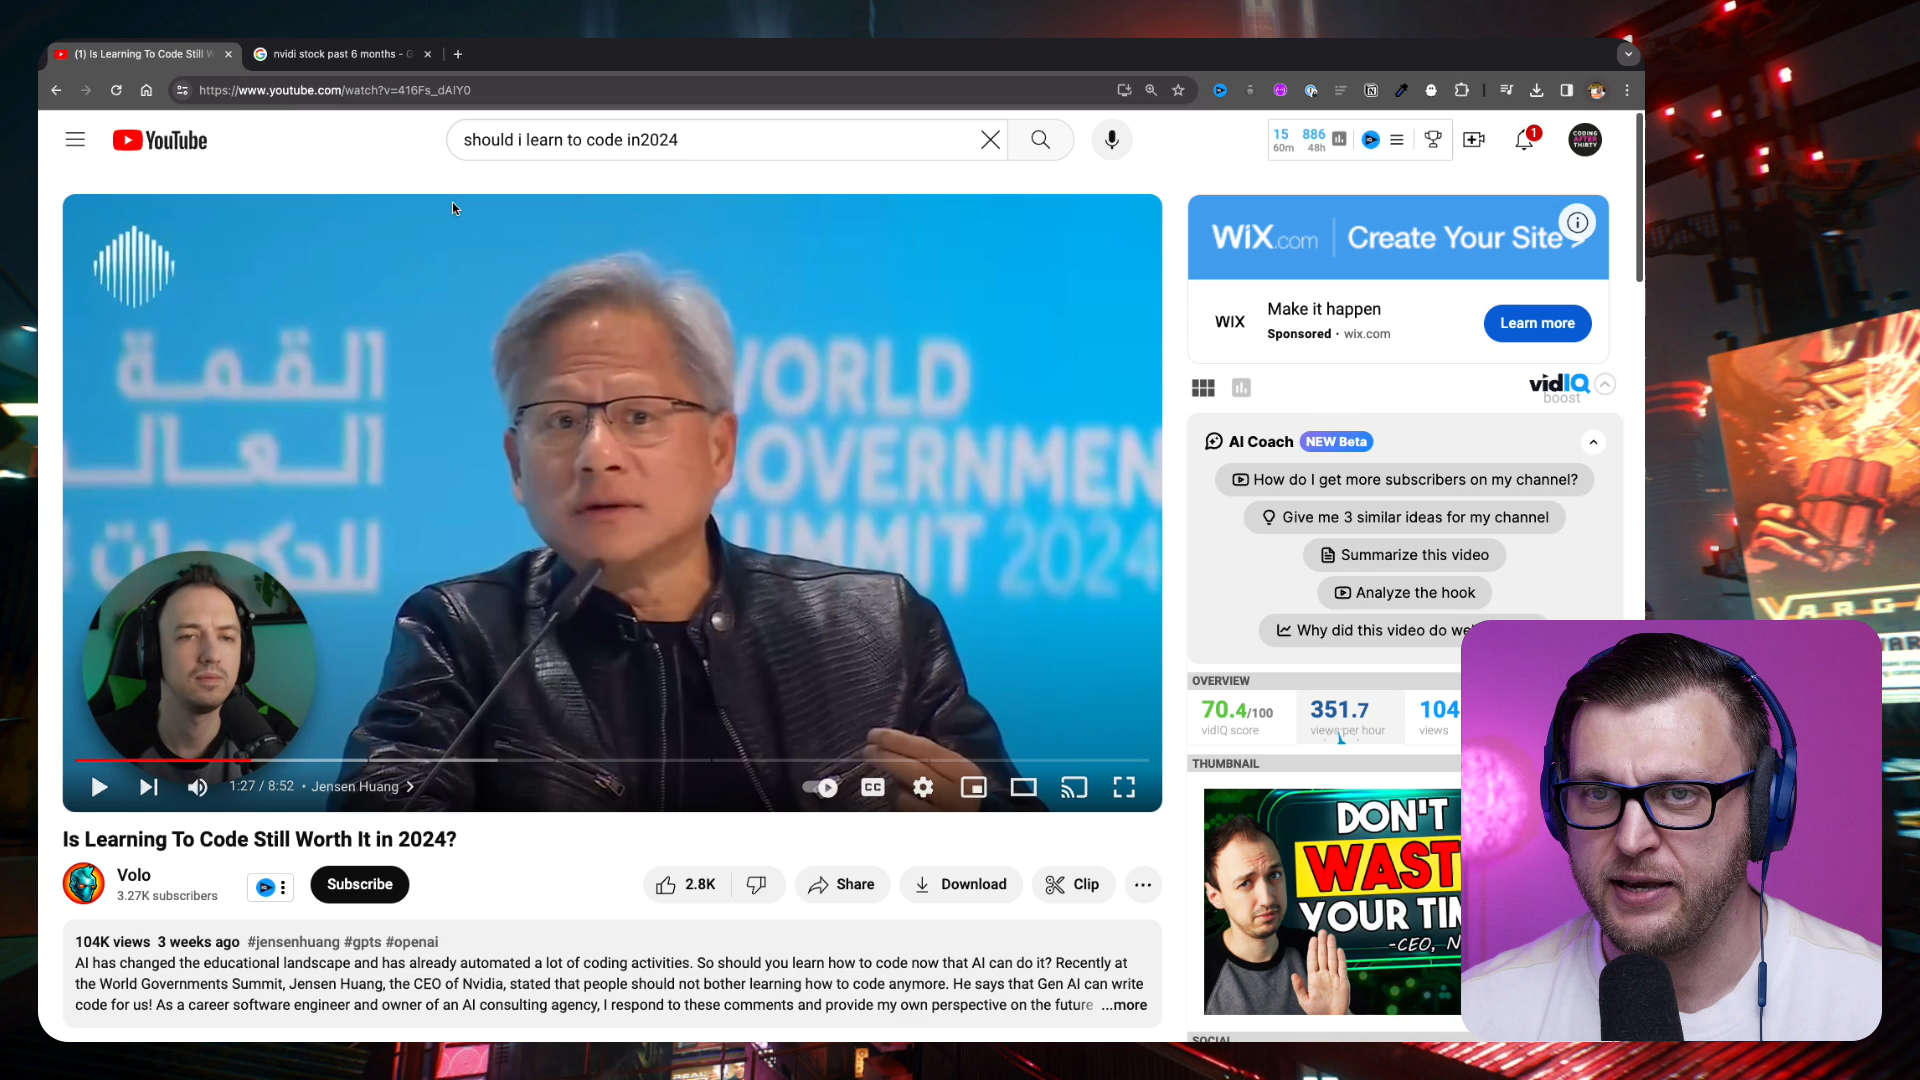 (1) Is Learning To Code Still
nvidi stock past 6 months -
https://www.youtube.com/watch?v=416Fs_dAIY0
YouTube
should i learn to code in2024
15 886
60m 48h
1
CODING
AFTER
THIRTY
القمة
العالـ
للحكومات
WORLD
GOVERNMEN
SUMMIT 2024
1:27 / 8:52 • Jensen Huang
CC
WiX.com Create Your Site
WIX
Make it happen
Sponsored · wix.com
Learn more
vidIQ
boost
AI Coach NEW Beta
How do I get more subscribers on my channel?
Give me 3 similar ideas for my channel
Summarize this video
Analyze the hook
Why did this video do we
OVERVIEW
70.4/100
vidIQ score
351.7
views per hour
104
views
THUMBNAIL
DON'T
WAST
YOUR TI
-CEO, N
SOCIAL
Is Learning To Code Still Worth It in 2024?
Volo
3.27K subscribers
Subscribe
2.8K
Share
Download
Clip
104K views 3 weeks ago #jensenhuang #gpts #openai
AI has changed the educational landscape and has already automated a lot of coding activities. So should you learn how to code now that AI can do it? Recently at
the World Governments Summit, Jensen Huang, the CEO of Nvidia, stated that people should not bother learning how to code anymore. He says that Gen AI can write
code for us! As a career software engineer and owner of an AI consulting agency, I respond to these comments and provide my own perspective on the future ...more